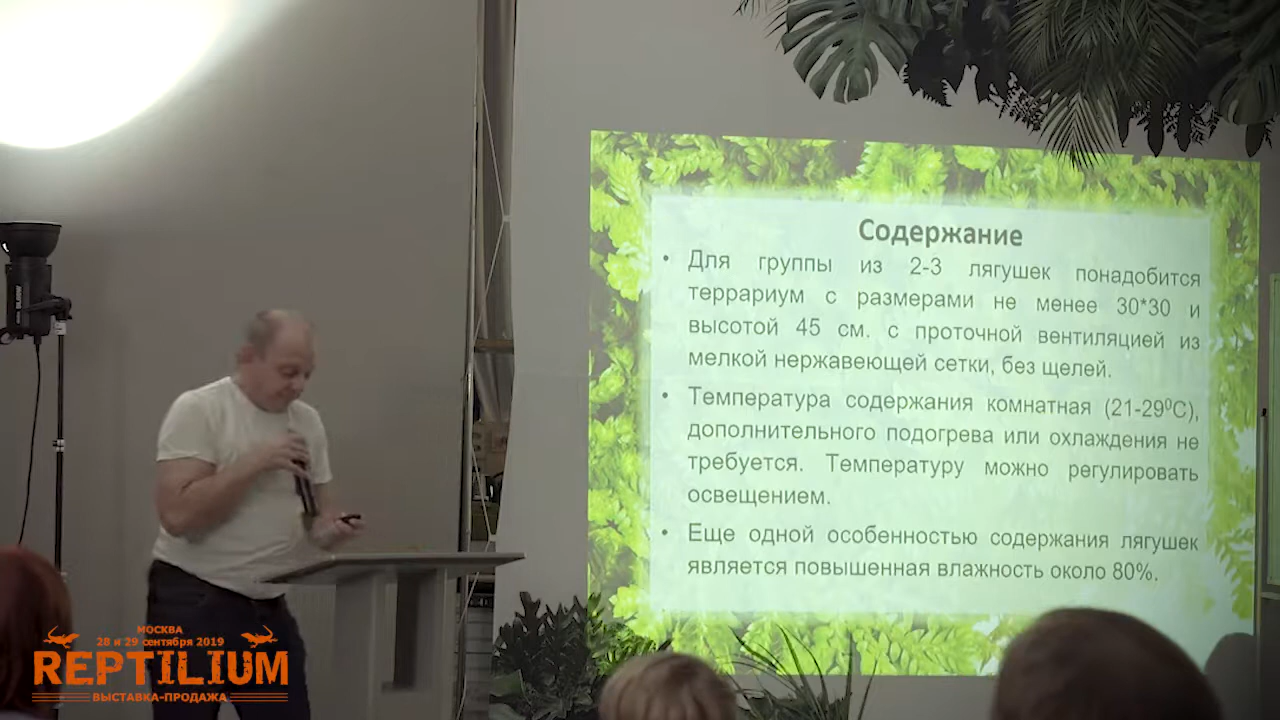 Содержание
• Для группы из 2-3 лягушек понадобится
террариум с размерами не менее 30*30 и
высотой 45 см. с проточной вентиляцией из
мелкой нержавеющей сетки, без щелей.
• Температура содержания комнатная (21-29⁰С),
дополнительного подогрева или охлаждения не
требуется. Температуру можно регулировать
освещением.
• Еще одной особенностью содержания лягушек
является повышенная влажность около 80%.
МОСКВА
28 и 29 сентября 2019
REPTILIUM
ВЫСТАВКА-ПРОДАЖА